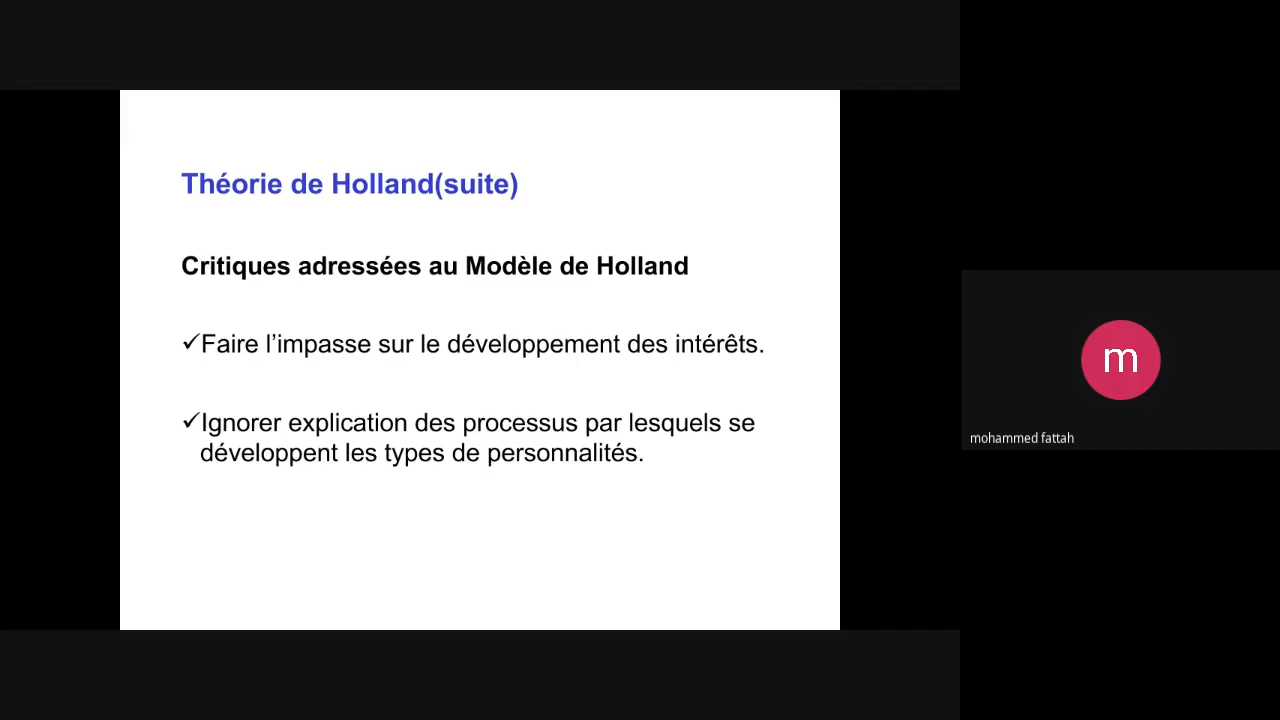 Théorie de Holland(suite)
Critiques adressées au Modèle de Holland
✓Faire l’impasse sur le développement des intérêts.
✓Ignorer explication des processus par lesquels se
développent les types de personnalités.
m
mohammed fattah